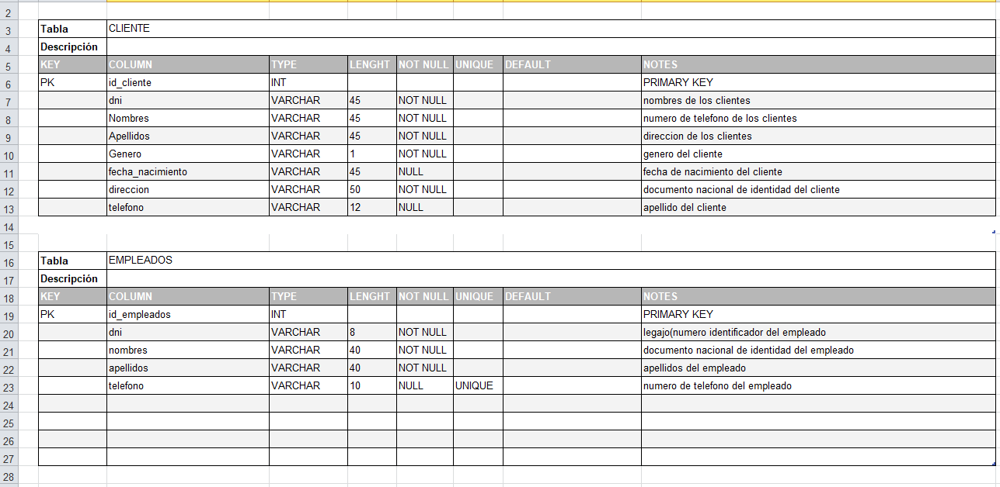 2
3 Tabla CLIENTE
4 Descripción
5 KEY COLUMN TYPE LENGHT NOT NULL UNIQUE DEFAULT NOTES
6 PK id_cliente INT PRIMARY KEY
7 dni VARCHAR 45 NOT NULL nombres de los clientes
8 Nombres VARCHAR 45 NOT NULL numero de telefono de los clientes
9 Apellidos VARCHAR 45 NOT NULL direccion de los clientes
10 Genero VARCHAR 1 NOT NULL genero del cliente
11 fecha_nacimiento VARCHAR 45 NULL fecha de nacimiento del cliente
12 direccion VARCHAR 50 NOT NULL documento nacional de identidad del cliente
13 telefono VARCHAR 12 NULL apellido del cliente
14
15
16 Tabla EMPLEADOS
17 Descripción
18 KEY COLUMN TYPE LENGHT NOT NULL UNIQUE DEFAULT NOTES
19 PK id_empleados INT PRIMARY KEY
20 dni VARCHAR 8 NOT NULL legajo(numero identificador del empleado
21 nombres VARCHAR 40 NOT NULL documento nacional de identidad del empleado
22 apellidos VARCHAR 40 NOT NULL apellidos del empleado
23 telefono VARCHAR 10 NULL UNIQUE numero de telefono del empleado
24
25
26
27
28